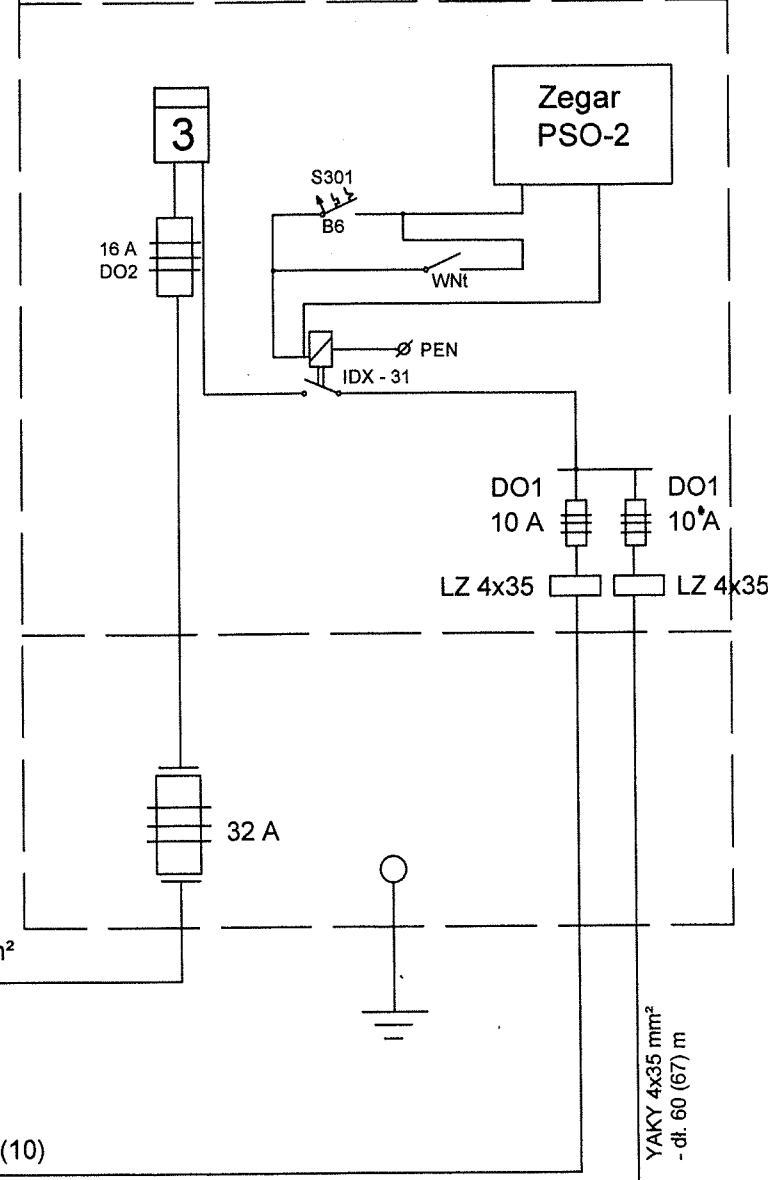 Zegar
PSO-2
3
S301
B6
16 A
DO2
WNt
PEN
IDX - 31
DO1
10 A
DO1
10 A
LZ 4x35
LZ 4x35
32 A
m²
YAKY 4x35 mm²
- dł. 60 (67) m
(10)